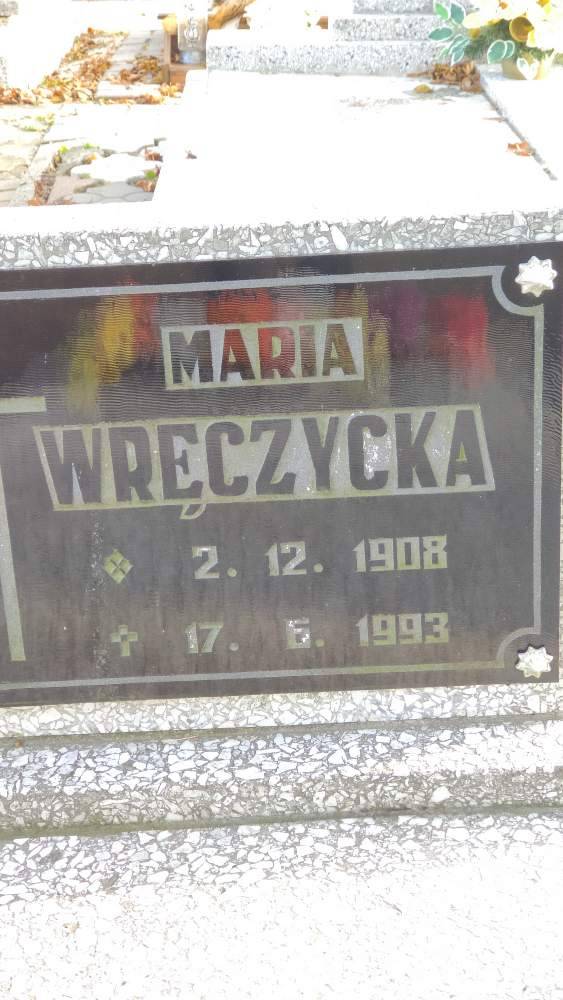 MARIA
WRĘCZYCKA
2. 12. 1908
17. 6. 1993